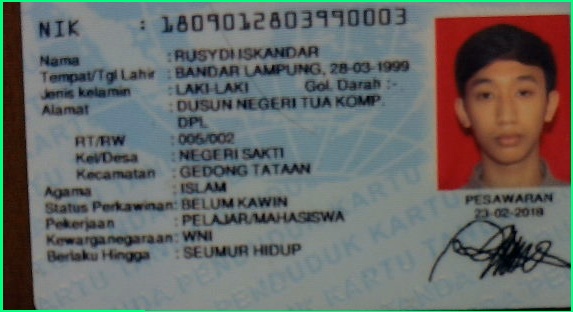 NIK : 1809012803990003
Nama : RUSYDI ISKANDAR
Tempat/Tgl Lahir : BANDAR LAMPUNG, 28-03-1999
Jenis kelamin : LAKI-LAKI Gol. Darah :-
Alamat : DUSUN NEGERI TUA KOMP.
DPL
RT/RW : 005/002
Kel/Desa : NEGERI SAKTI
Kecamatan : GEDONG TATAAN
Agama : ISLAM
Status Perkawinan: BELUM KAWIN
Pekerjaan : PELAJAR/MAHASISWA
Kewarganegaraan: WNI
Berlaku Hingga : SEUMUR HIDUP
PESAWARAN
23-02-2018